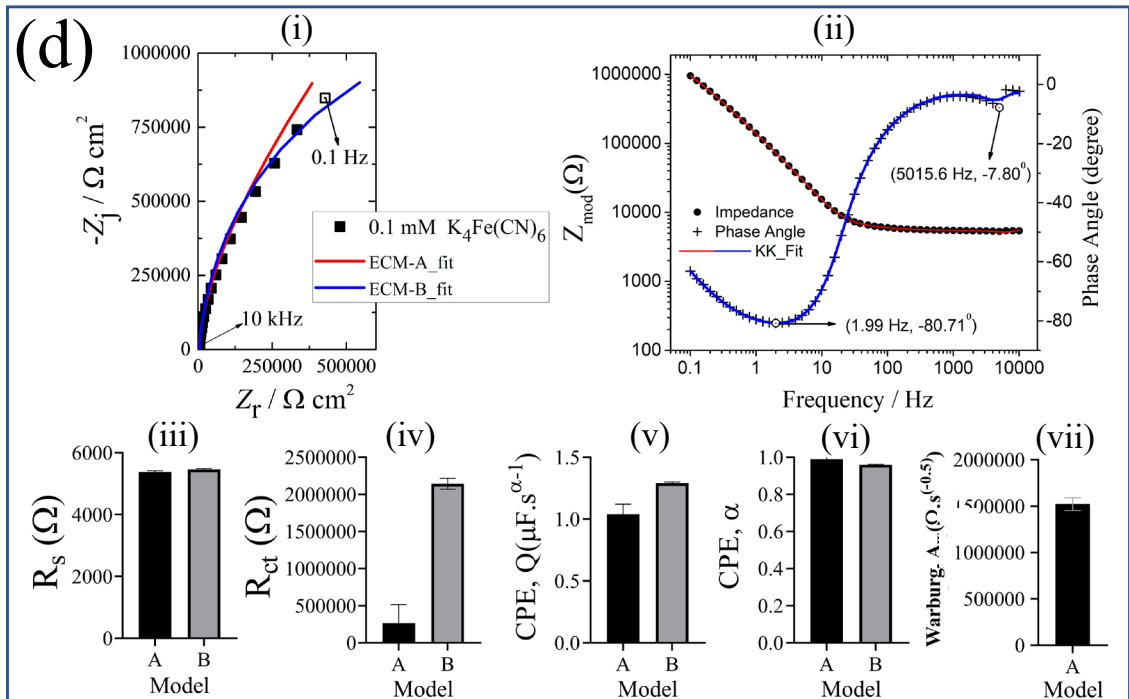 (d)
(i)
-Zj / Ω cm²
1000000
750000
500000
250000
0
0
250000
500000
Zr / Ω cm²
0.1 Hz
10 kHz
0.1 mM K₄Fe(CN)₆
ECM-A_fit
ECM-B_fit
(ii)
Zmod(Ω)
1000000
100000
10000
1000
100
0.1
1
10
100
1000
10000
Frequency / Hz
0
-20
-40
-60
-80
Phase Angle (degree)
(5015.6 Hz, -7.80⁰)
Impedance
Phase Angle
KK_Fit
(1.99 Hz, -80.71⁰)
(iii)
Rs (Ω)
6000
4000
2000
0
A
B
Model
(iv)
Rct (Ω)
2500000
2000000
1500000
1000000
500000
0
A
B
Model
(v)
CPE, Q(μF.s^α-1)
1.5
1.0
0.5
0.0
A
B
Model
(vi)
CPE, α
1.0
0.8
0.6
0.4
0.2
0.0
A
B
Model
(vii)
Warburg
2000000
1500000
1000000
500000
0
A
Model